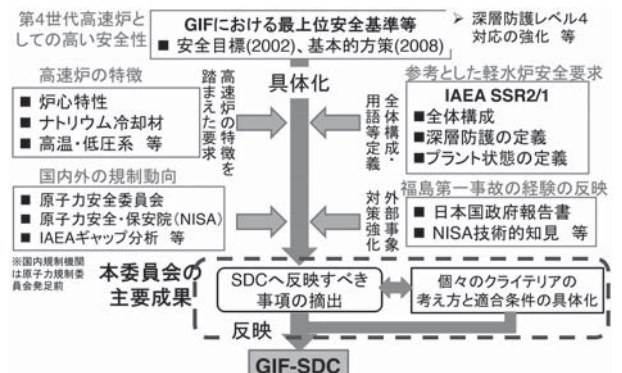 第4世代高速炉と
しての高い安全性
GIFにおける最上位安全基準等
■ 安全目標(2002)、基本的方策(2008)
➢ 深層防護レベル4
対応の強化 等
具体化
高速炉の特徴
■ 炉心特性
■ ナトリウム冷却材
■ 高温・低圧系 等
高速炉の特徴を
踏まえた要求
全体構成・
用語等定義
参考とした軽水炉安全要求
IAEA SSR2/1
■全体構成
■深層防護の定義
■プラント状態の定義
国内外の規制動向
■ 原子力安全委員会
■ 原子力安全・保安院(NISA)
■ IAEAギャップ分析 等
※国内規制機関
は原子力規制委
員会発足前
外部事象
対策強化
福島第一事故の経験の反映
■ 日本国政府報告書
■ NISA技術的知見 等
本委員会の
主要成果
SDCへ反映すべき
事項の摘出
個々のクライテリアの
考え方と適合条件の具体化
反映
GIF-SDC